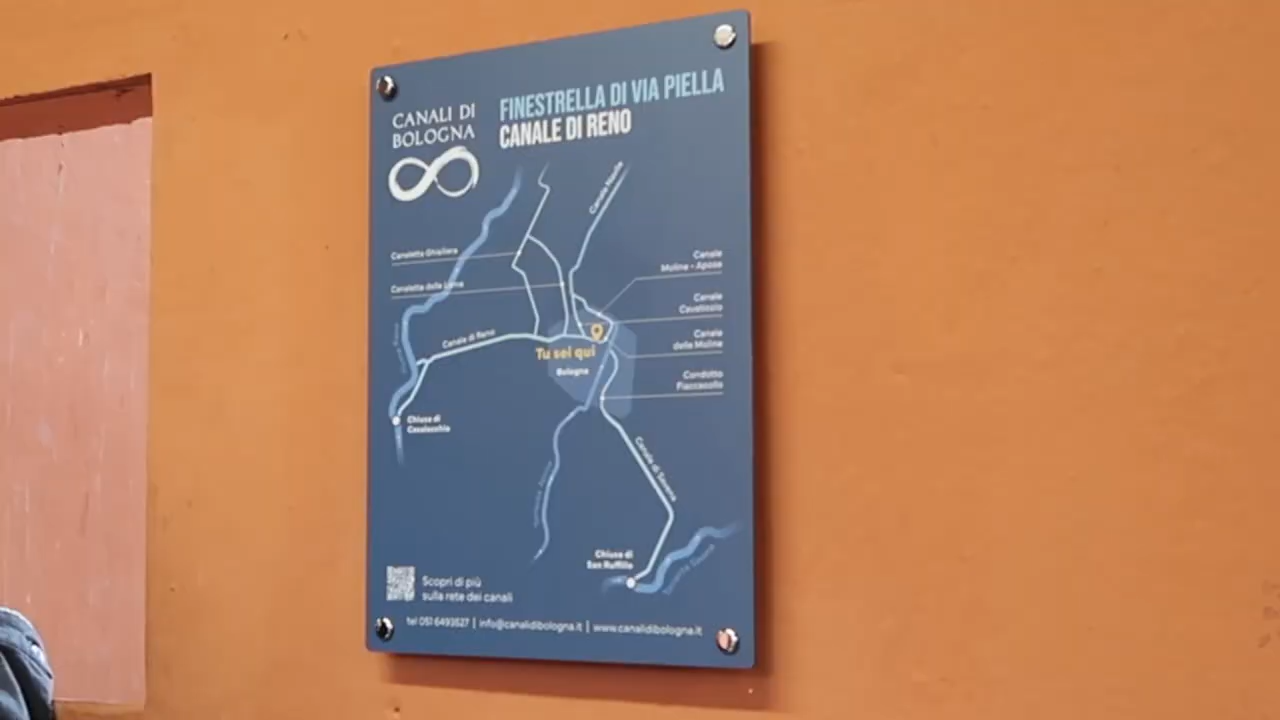 CANALI DI
BOLOGNA
FINESTRELLA DI VIA PIELLA
CANALE DI RENO
Canale Navile
Canaletta Ghisiliera
Canaletta della Lama
Canale di Reno
Canale
Moline - Aposa
Canale
Cavaticcio
Canale
delle Moline
Condotto
Fiaccacollo
Tu sei qui
Bologna
Chiusa di
Casalecchio
Canale di Savena
Chiusa di
San Ruffillo
Scopri di più
sulla rete dei canali
tel 051 6493527 | info@canalidibologna.it | www.canalidibologna.it